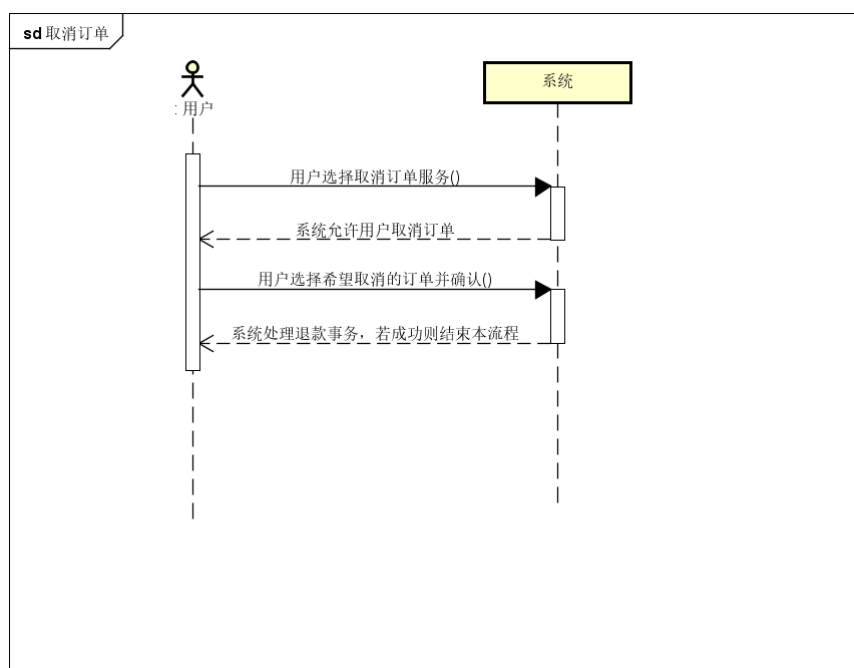 sd 取消订单
: 用户
系统
用户选择取消订单服务()
系统允许用户取消订单
用户选择希望取消的订单并确认()
系统处理退款事务，若成功则结束本流程